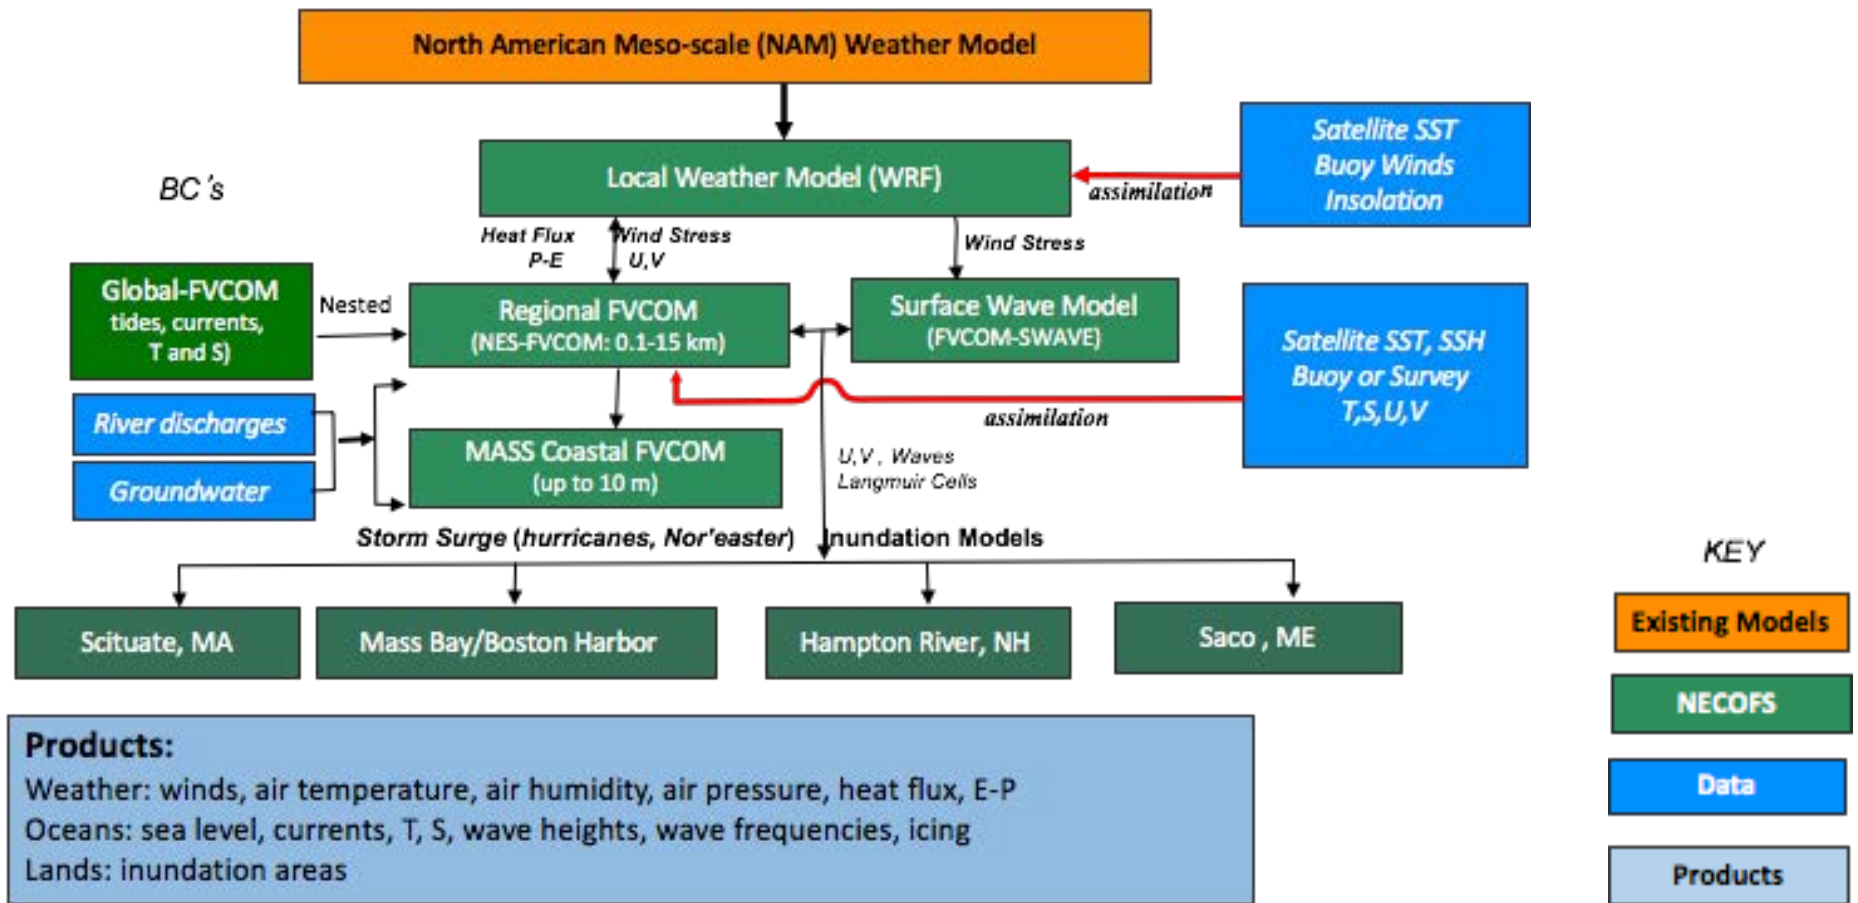 North American Meso-scale (NAM) Weather Model
Local Weather Model (WRF)
Satellite SST
Buoy Winds
Insolation
assimilation
BC's
Heat Flux
P-E
Wind Stress
U,V
Wind Stress
Global-FVCOM
tides, currents,
T and S)
Nested
Regional FVCOM
(NES-FVCOM: 0.1-15 km)
Surface Wave Model
(FVCOM-SWAVE)
Satellite SST, SSH
Buoy or Survey
T,S,U,V
assimilation
River discharges
Groundwater
MASS Coastal FVCOM
(up to 10 m)
U,V , Waves
Langmuir Cells
Storm Surge (hurricanes, Nor'easter) Inundation Models
Scituate, MA
Mass Bay/Boston Harbor
Hampton River, NH
Saco , ME
KEY
Existing Models
NECOFS
Data
Products
Products:
Weather: winds, air temperature, air humidity, air pressure, heat flux, E-P
Oceans: sea level, currents, T, S, wave heights, wave frequencies, icing
Lands: inundation areas